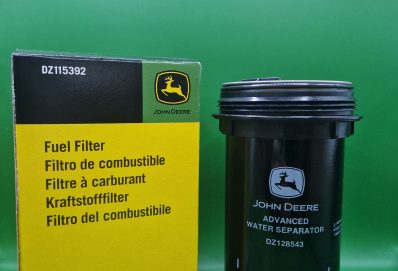 DZ115392
JOHN DEERE
Fuel Filter
Filtro de combustible
Filtre à carburant
Kraftstofffilter
Filtro del combustibile
JOHN DEERE
ADVANCED
WATER SEPARATOR
DZ128543